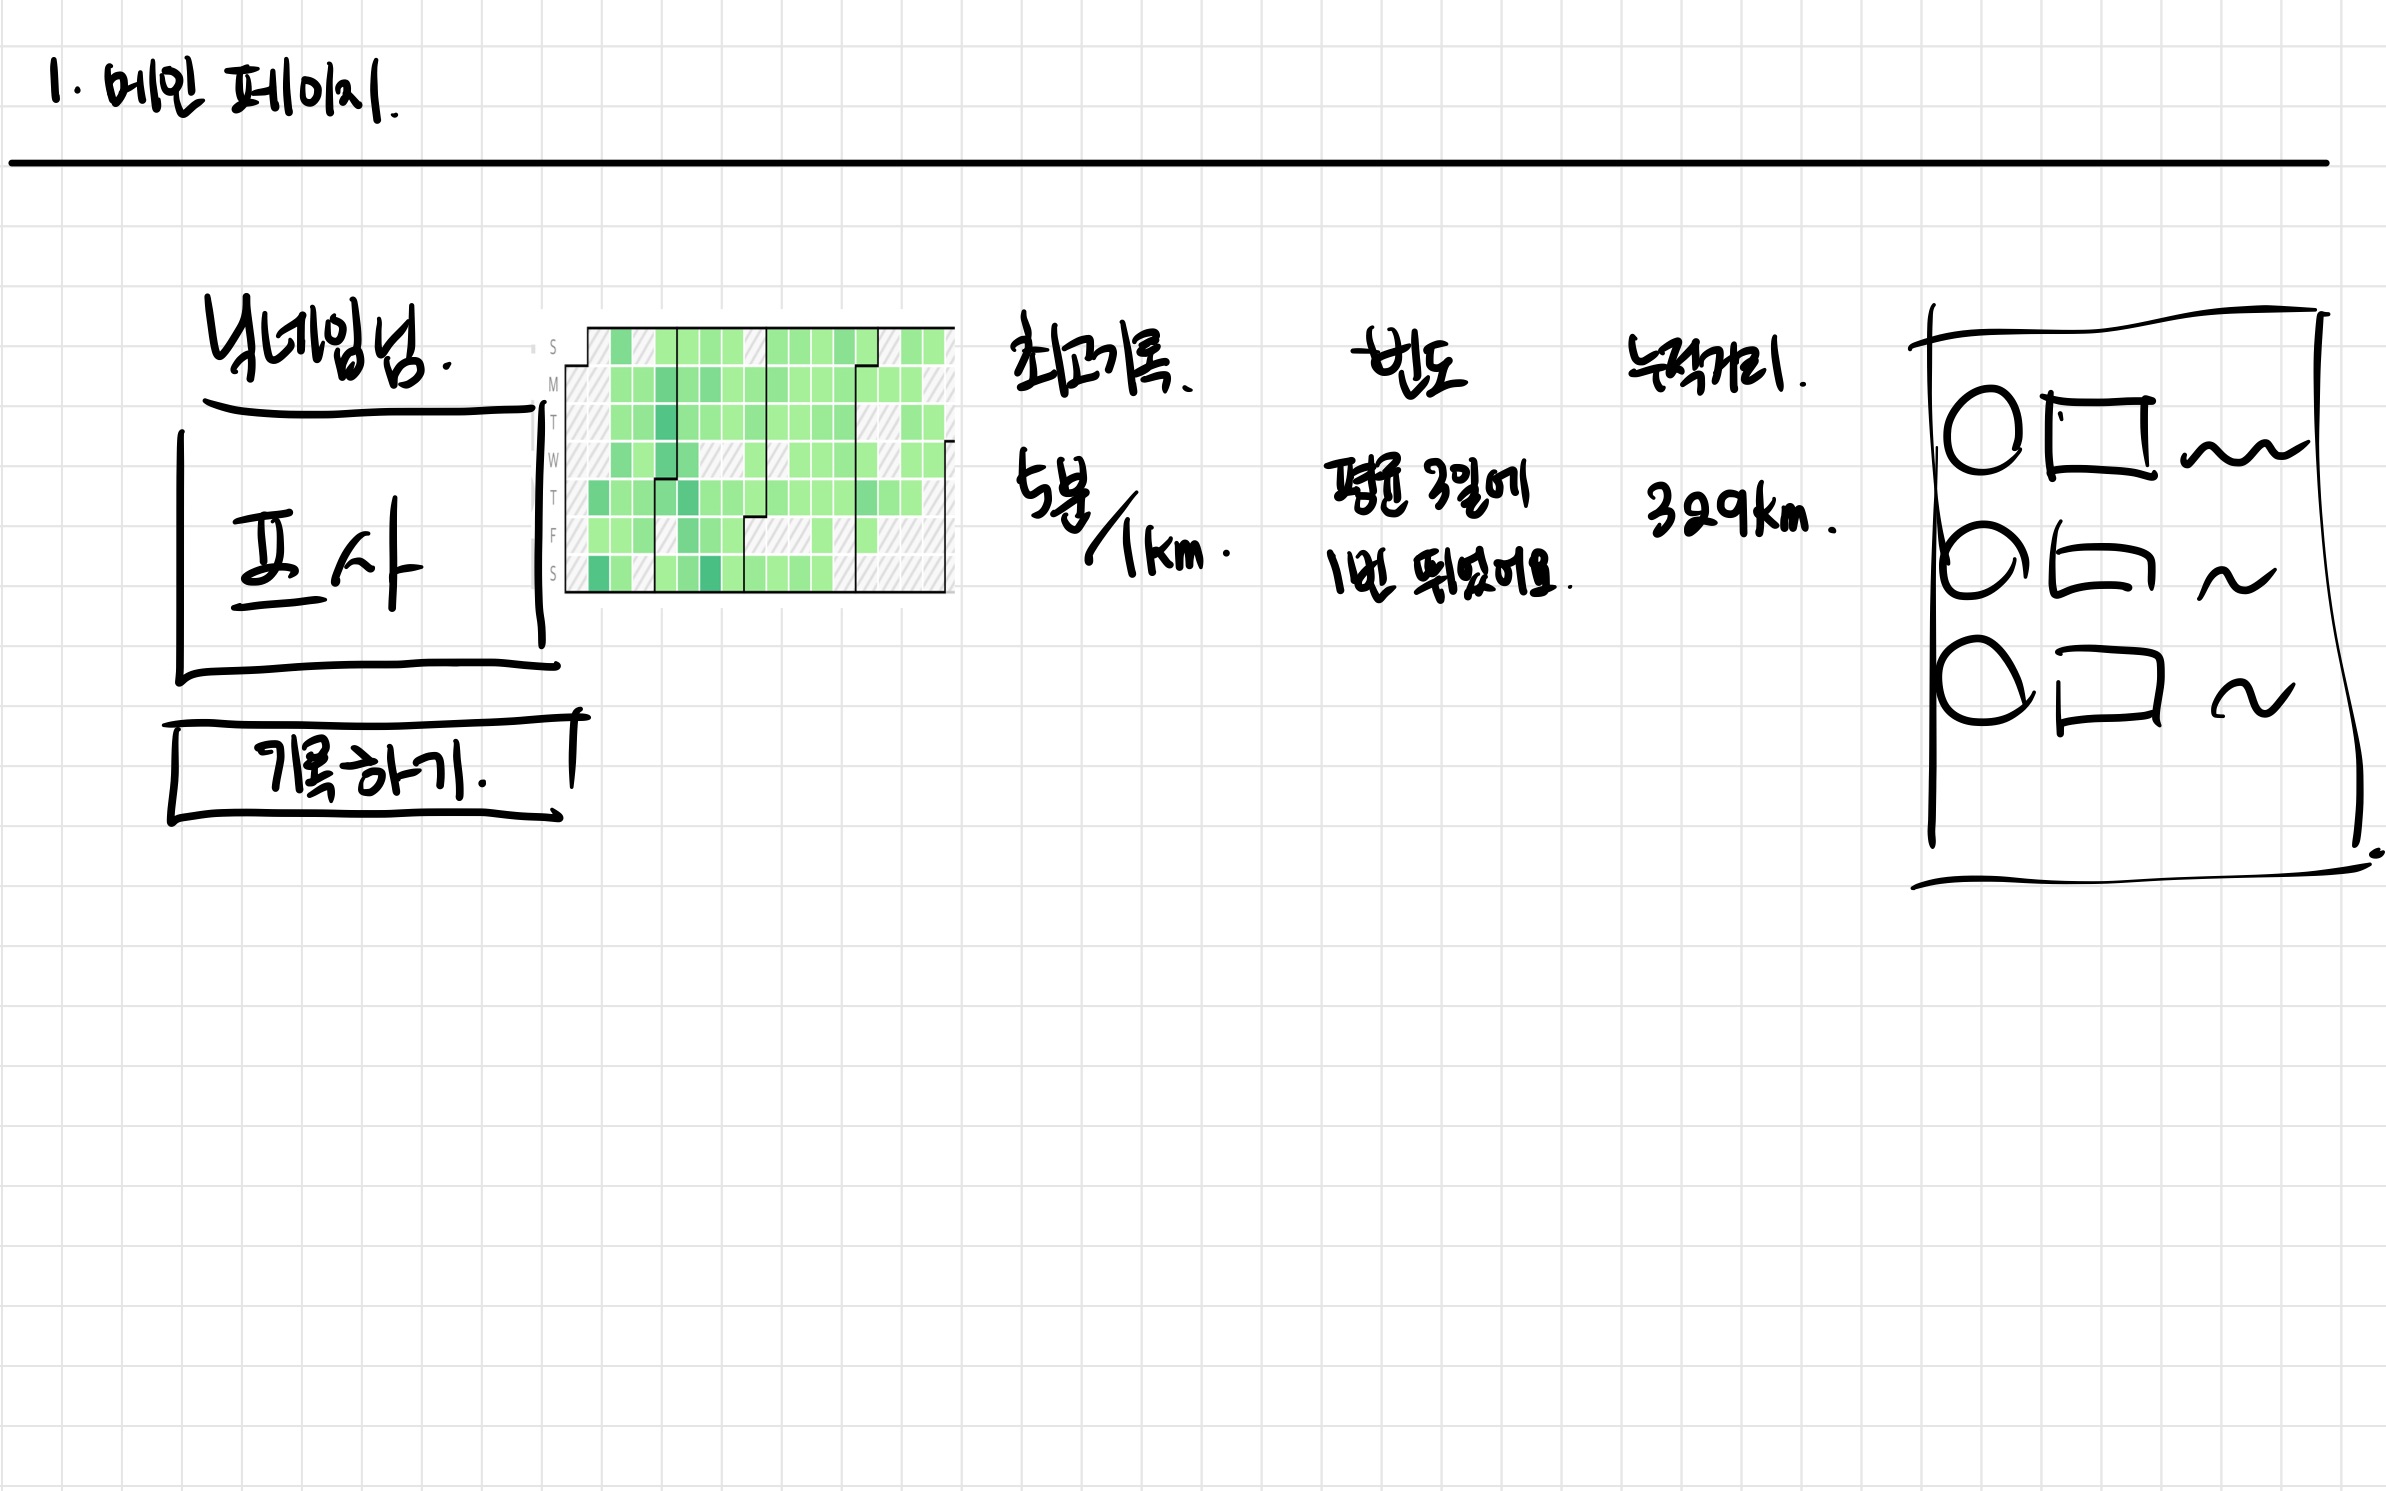 1. 메인 페이지.
닉네임님.
프사
기록하기.
S
M
T
W
T
F
S
최고기록.
5분/1km.
빈도
평균 3일에
1번 뛰었어요.
누적거리.
329km.